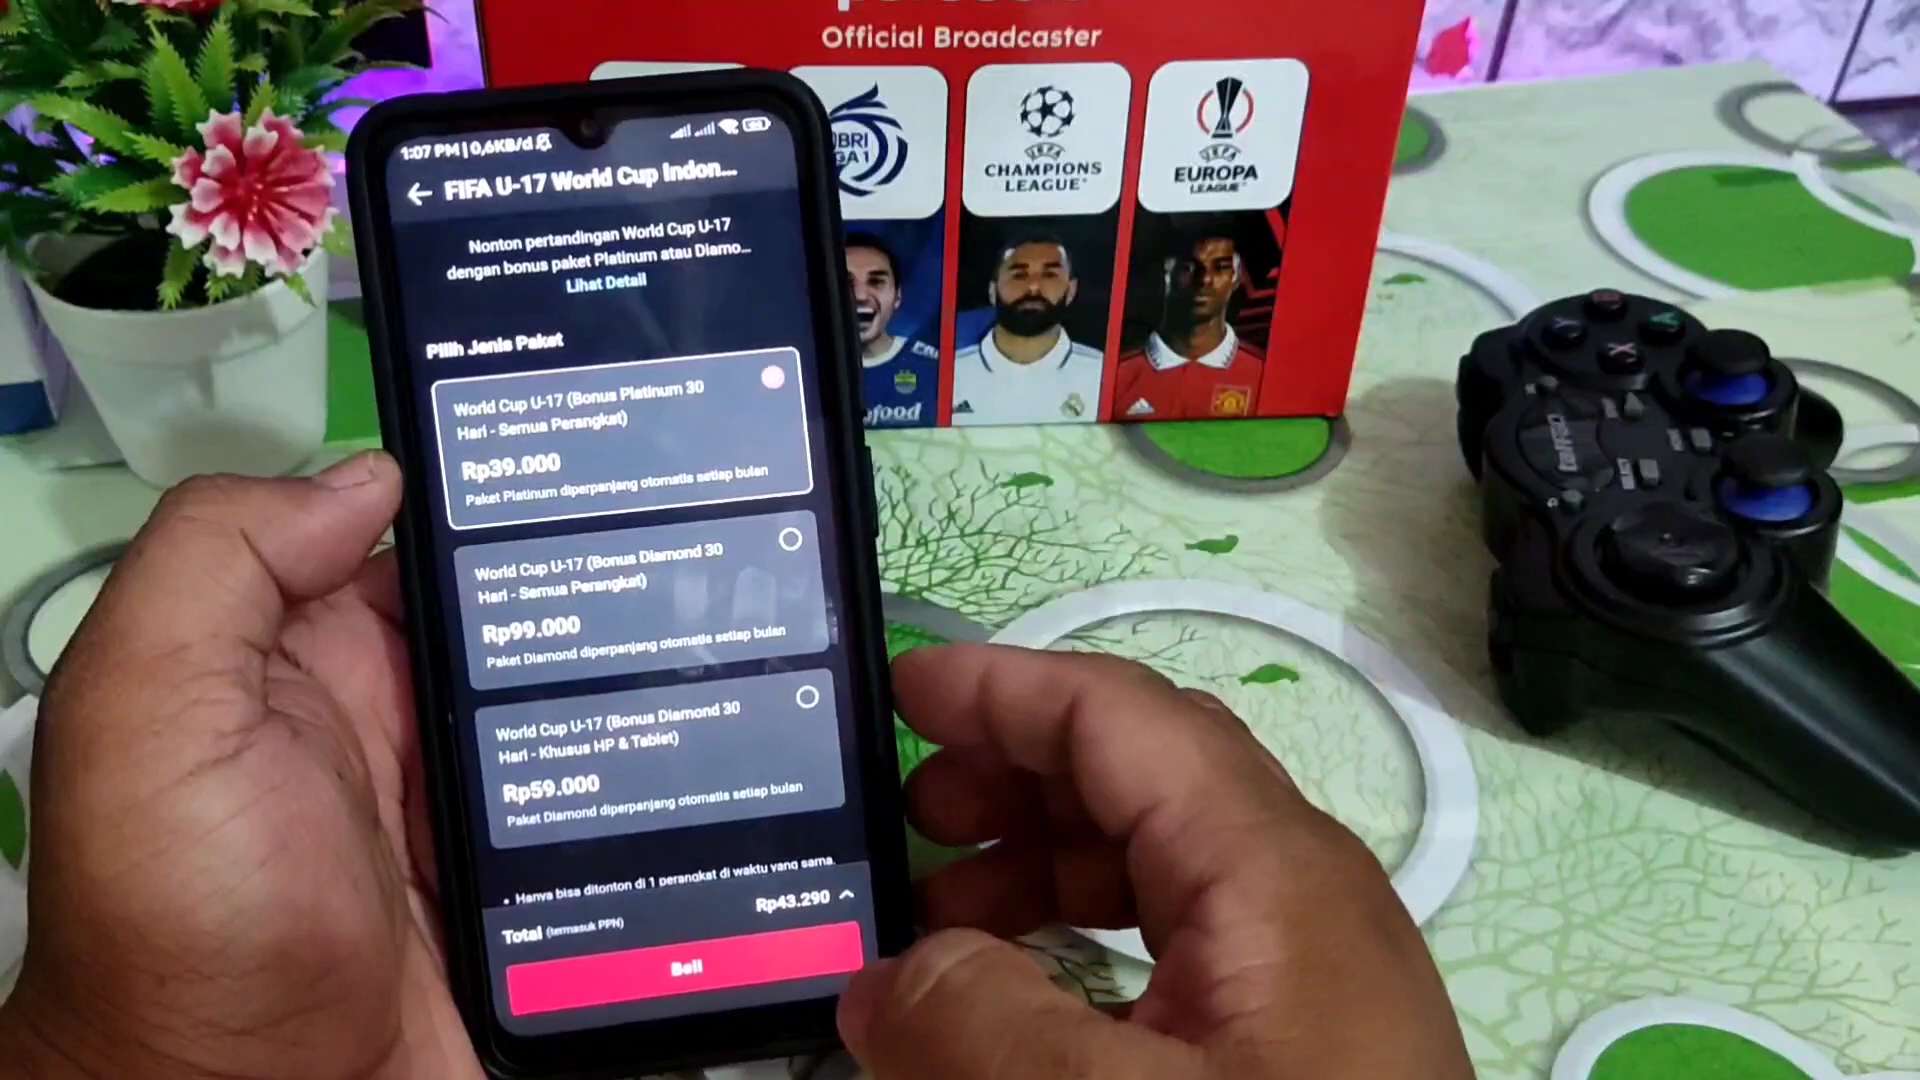 Official Broadcaster
BRI
UEFA
CHAMPIONS
LEAGUE
UEFA
EUROPA
LEAGUE
1:07 PM | 0,6KB/d
FIFA U-17 World Cup Indon...
Nonton pertandingan World Cup U-17
dengan bonus paket Platinum atau Diamo...
Lihat Detail
Pilih Jenis Paket
World Cup U-17 (Bonus Platinum 30
Hari - Semua Perangkat)
Rp39.000
Paket Platinum diperpanjang otomatis setiap bulan
World Cup U-17 (Bonus Diamond 30
Hari - Semua Perangkat)
Rp99.000
Paket Diamond diperpanjang otomatis setiap bulan
World Cup U-17 (Bonus Diamond 30
Hari - Khusus HP & Tablet)
Rp59.000
Paket Diamond diperpanjang otomatis setiap bulan
• Hanya bisa ditonton di 1 perangkat di waktu yang sama.
Total (termasuk PPN) Rp43.290
Beli
X
Y
A